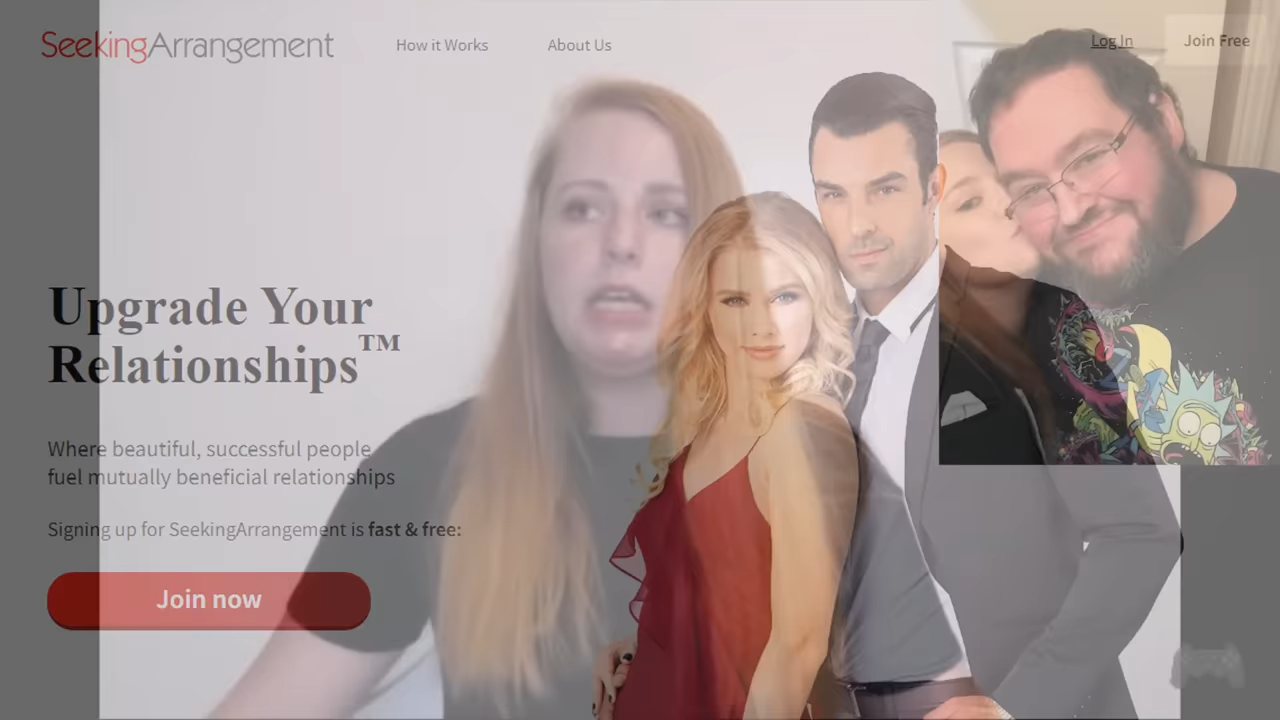 SeekingArrangement
How it Works
About Us
Log In
Join Free
Upgrade Your
Relationships™
Where beautiful, successful people
fuel mutually beneficial relationships
Signing up for SeekingArrangement is fast & free:
Join now